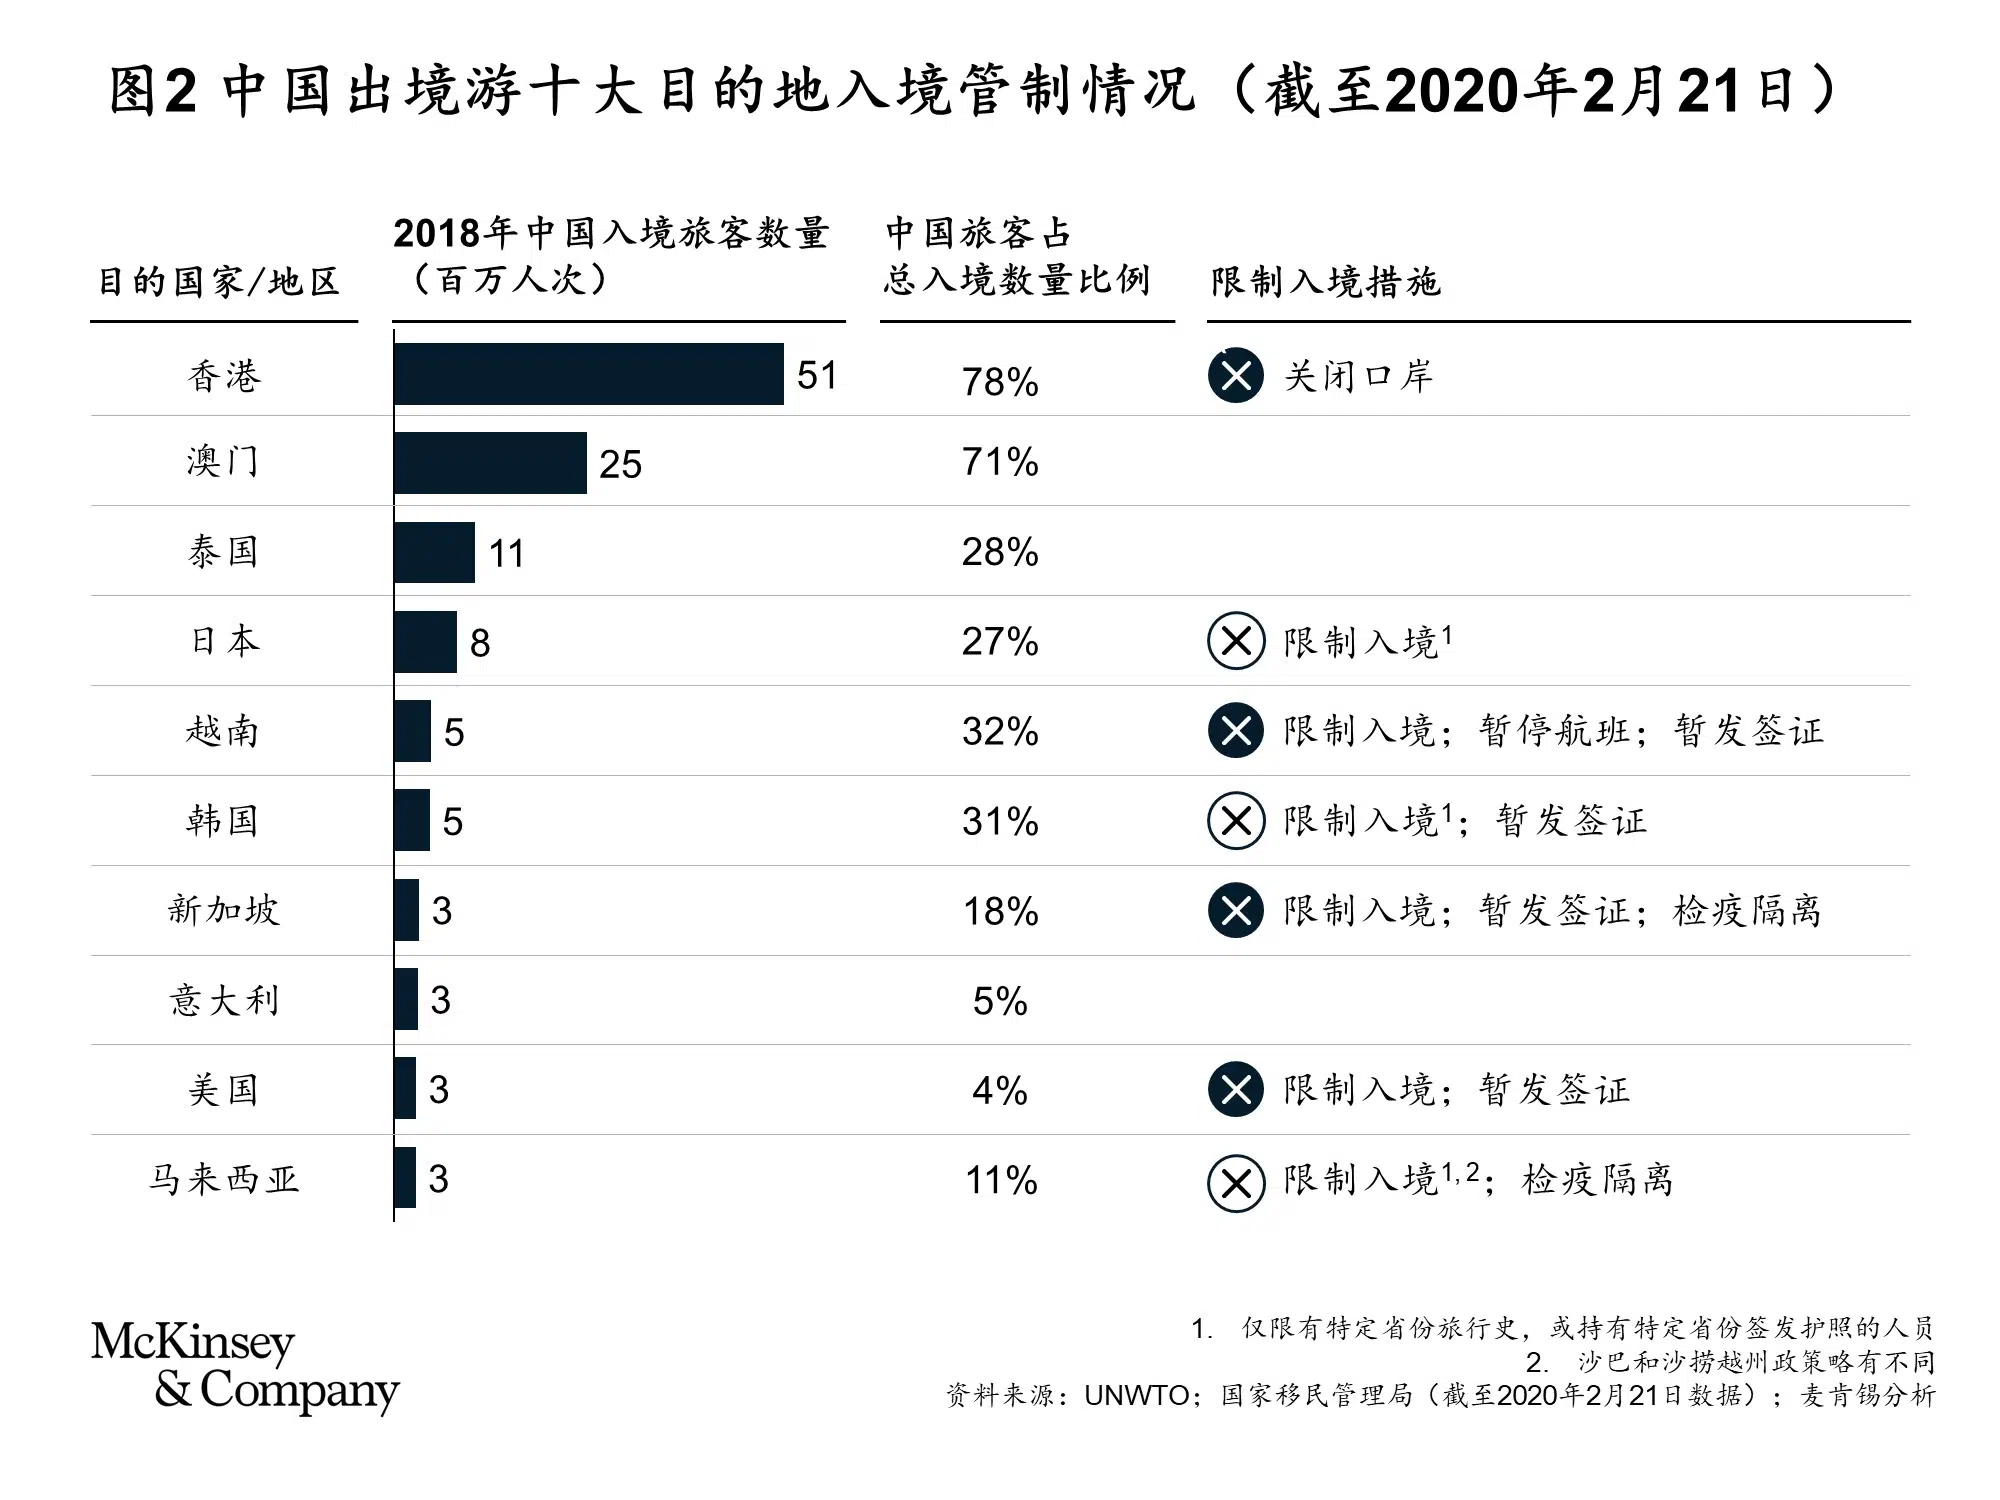 图2 中国出境游十大目的地入境管制情况（截至2020年2月21日）
目的国家/地区
2018年中国入境旅客数量
（百万人次）
中国旅客占
总入境数量比例
限制入境措施
香港 51 78% 关闭口岸
澳门 25 71%
泰国 11 28%
日本 8 27% 限制入境¹
越南 5 32% 限制入境；暂停航班；暂发签证
韩国 5 31% 限制入境¹；暂发签证
新加坡 3 18% 限制入境；暂发签证；检疫隔离
意大利 3 5%
美国 3 4% 限制入境；暂发签证
马来西亚 3 11% 限制入境¹,²；检疫隔离
McKinsey
& Company
1. 仅限有特定省份旅行史，或持有特定省份签发护照的人员
2. 沙巴和沙捞越州政策略有不同
资料来源：UNWTO；国家移民管理局（截至2020年2月21日数据）；麦肯锡分析